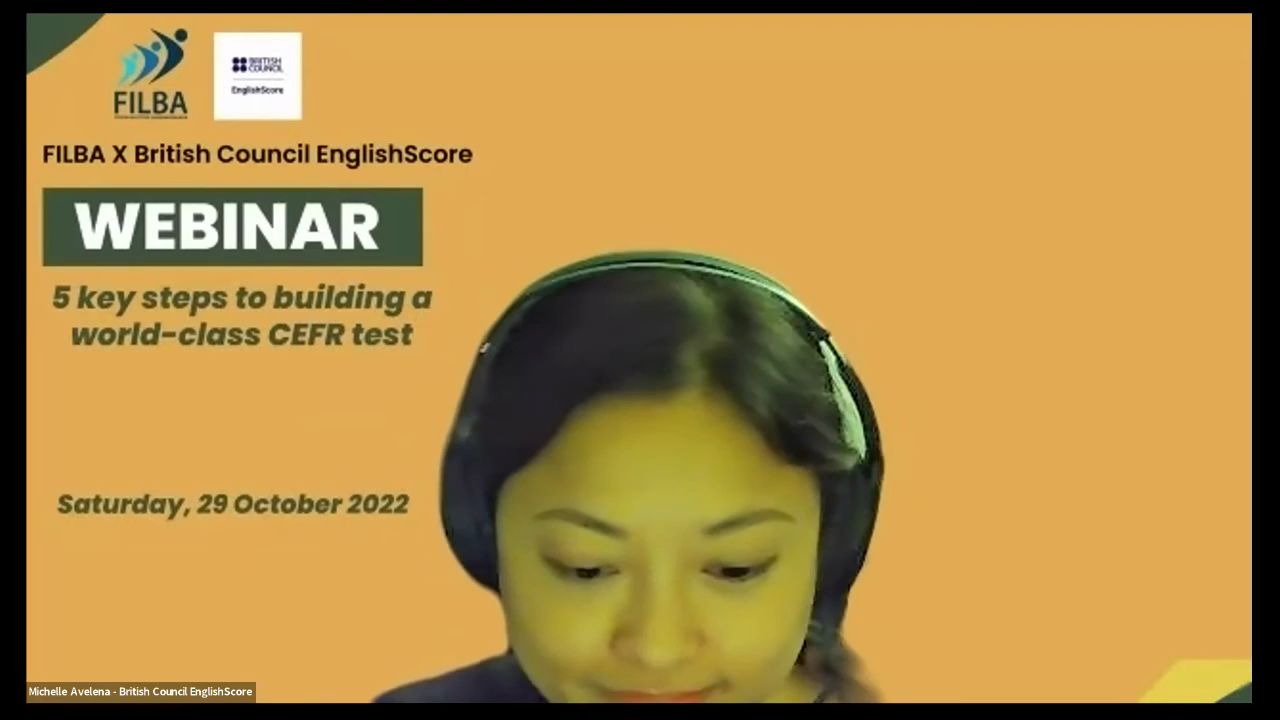 FILBA
BRITISH
COUNCIL
EnglishScore
FILBA X British Council EnglishScore
WEBINAR
5 key steps to building a
world-class CEFR test
Saturday, 29 October 2022
Michelle Avelena - British Council EnglishScore